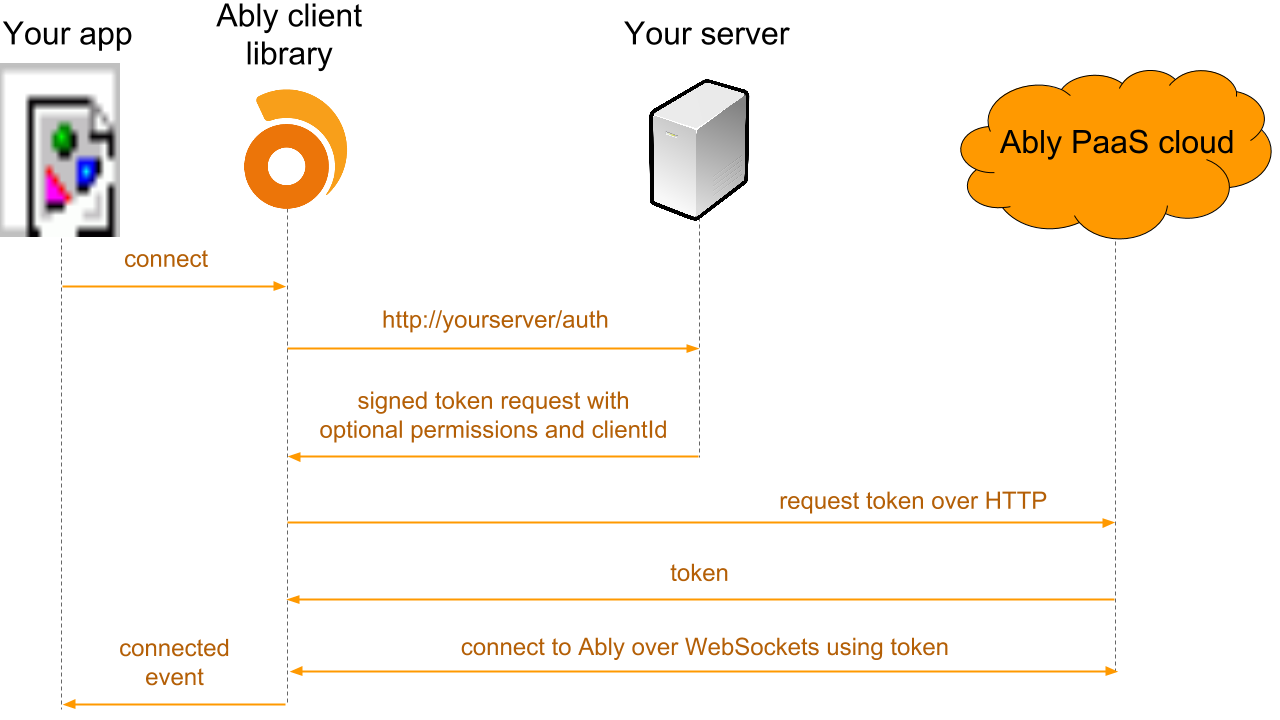 Your app
Ably client
library
Your server
Ably PaaS cloud
connect
http://yourserver/auth
signed token request with
optional permissions and clientId
request token over HTTP
token
connected
event
connect to Ably over WebSockets using token